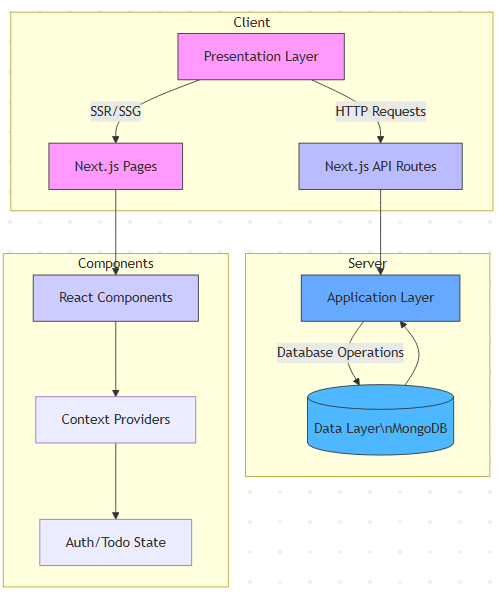 Client
Presentation Layer
SSR/SSG
HTTP Requests
Next.js Pages
Next.js API Routes
Components
Server
React Components
Application Layer
Database Operations
Context Providers
Data Layer\nMongoDB
Auth/Todo State